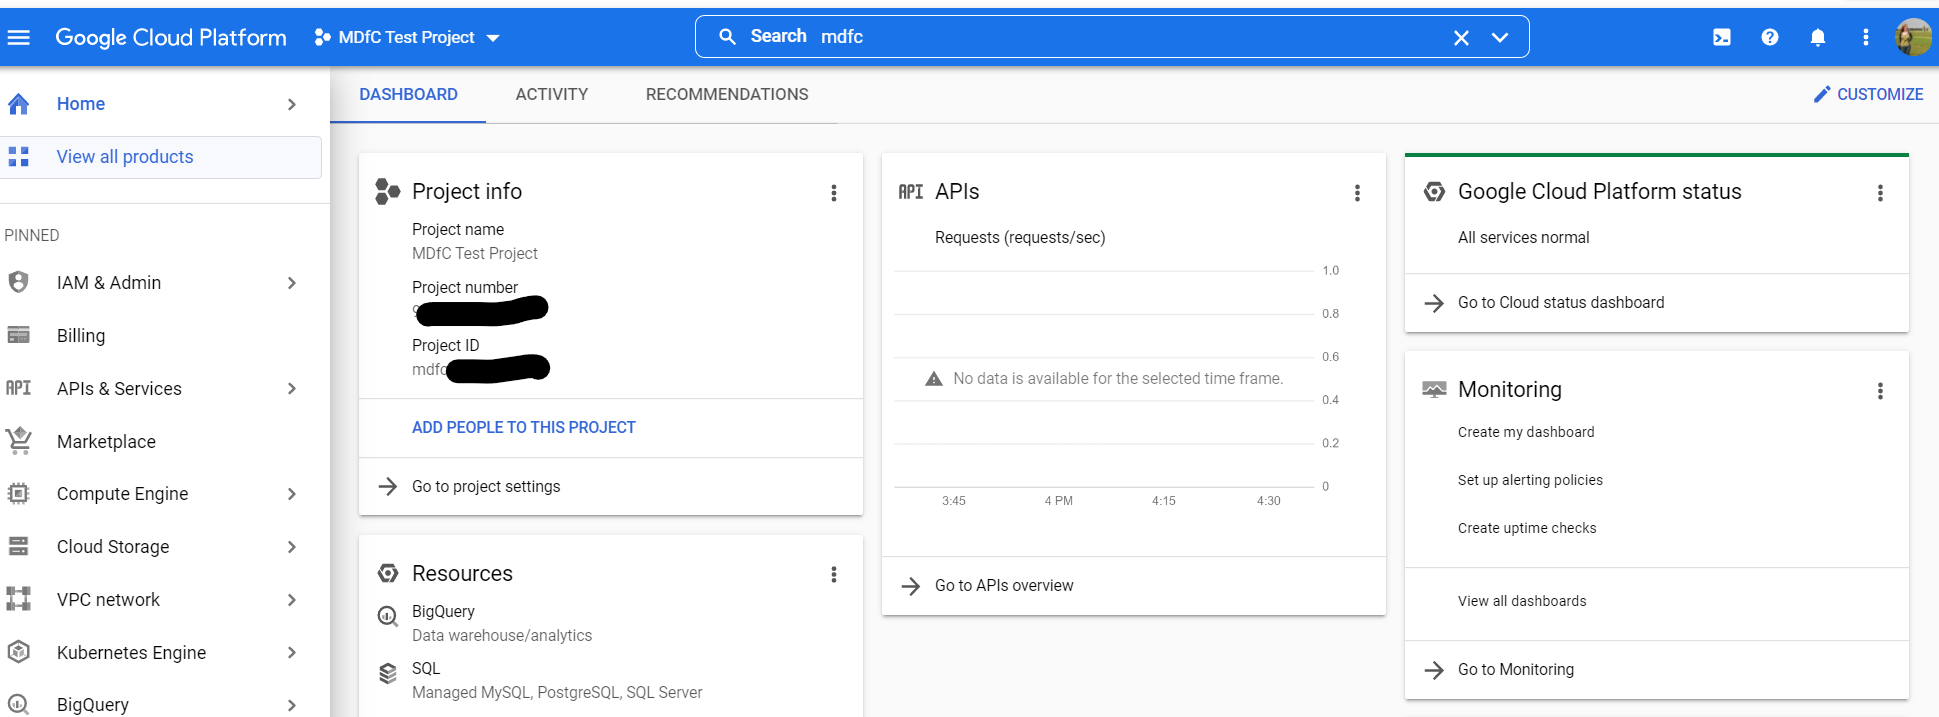 Google Cloud Platform
MDfC Test Project
Search mdfc
Home
View all products
PINNED
IAM & Admin
Billing
API APIs & Services
Marketplace
Compute Engine
Cloud Storage
VPC network
Kubernetes Engine
BigQuery
DASHBOARD ACTIVITY RECOMMENDATIONS
CUSTOMIZE
Project info
Project name
MDfC Test Project
Project number
Project ID
mdfc
ADD PEOPLE TO THIS PROJECT
Go to project settings
Resources
BigQuery
Data warehouse/analytics
SQL
Managed MySQL, PostgreSQL, SQL Server
API APIs
Requests (requests/sec)
1.0
0.8
0.6
No data is available for the selected time frame.
0.4
0.2
0
3:45 4 PM 4:15 4:30
Go to APIs overview
Google Cloud Platform status
All services normal
Go to Cloud status dashboard
Monitoring
Create my dashboard
Set up alerting policies
Create uptime checks
View all dashboards
Go to Monitoring